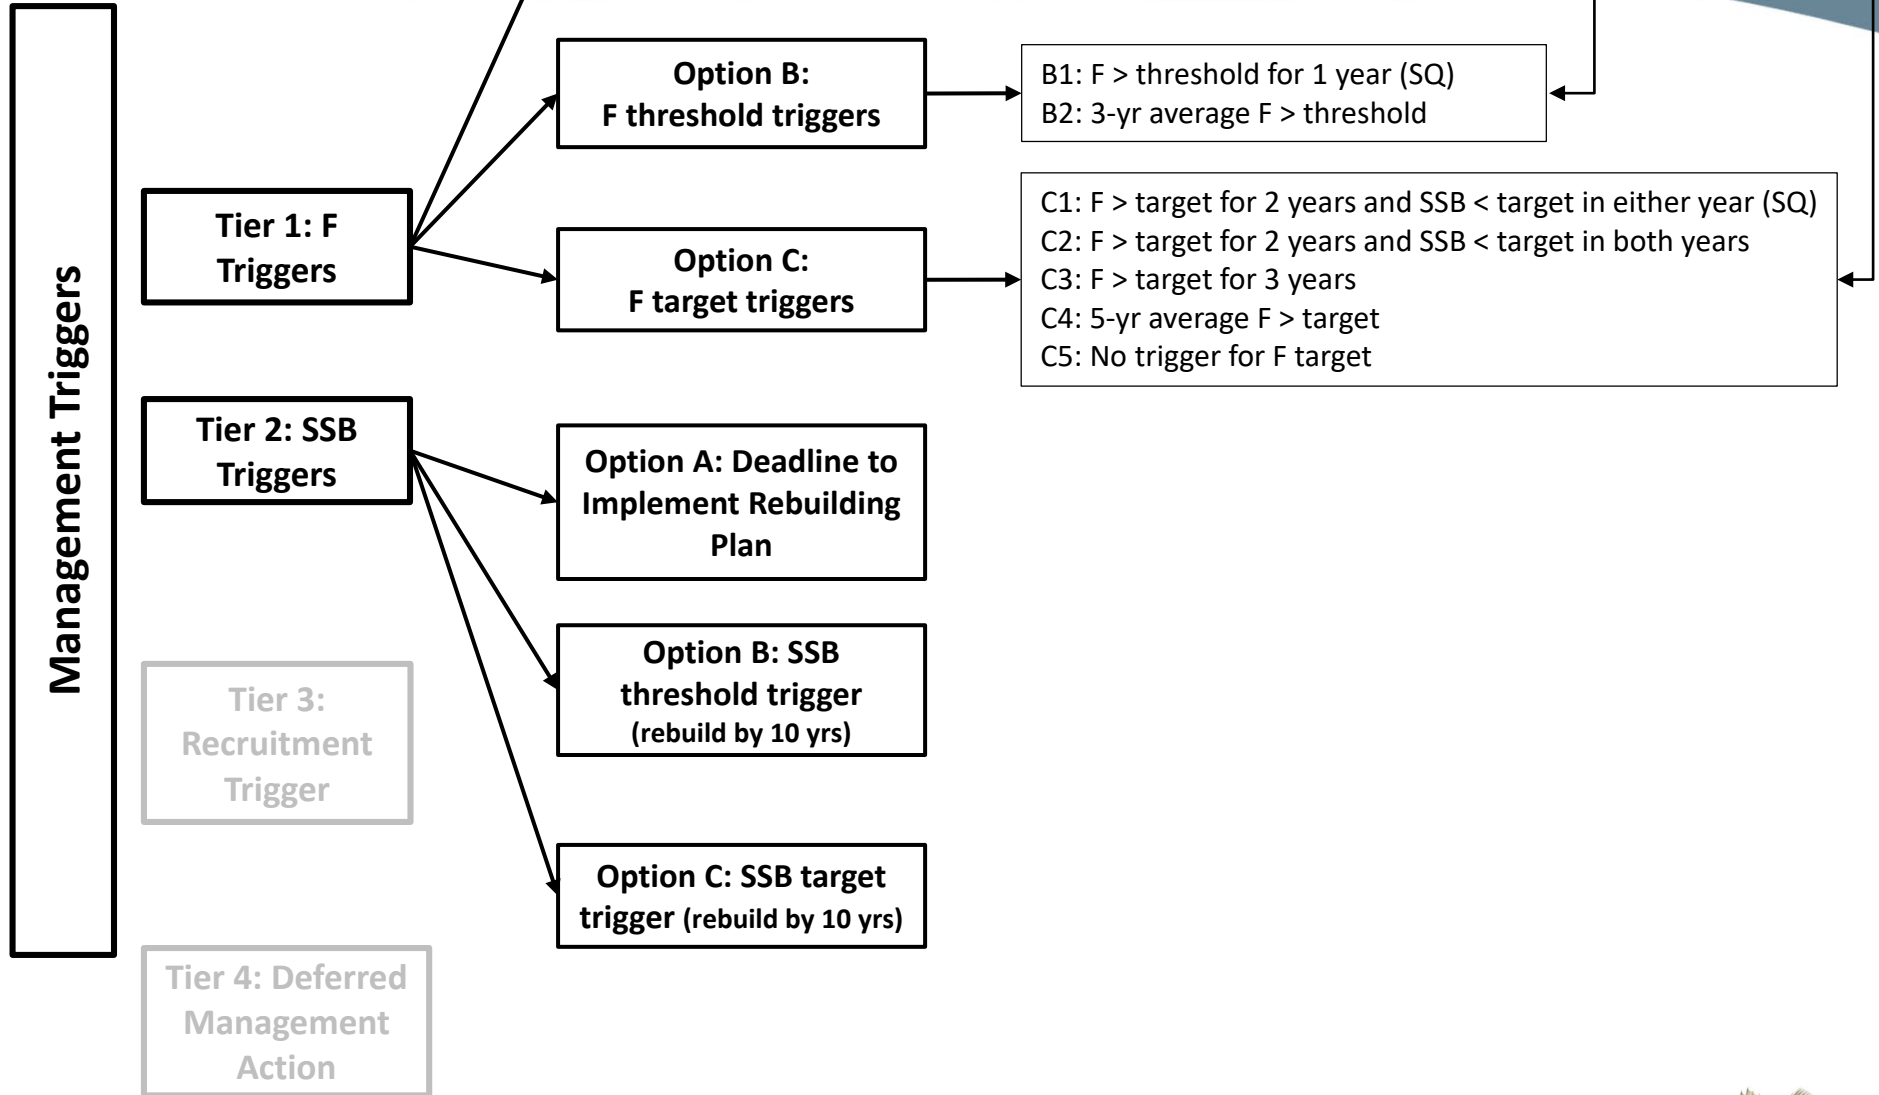 Management Triggers
Tier 1: F
Triggers
Option B:
F threshold triggers
B1: F > threshold for 1 year (SQ)
B2: 3-yr average F > threshold
Option C:
F target triggers
C1: F > target for 2 years and SSB < target in either year (SQ)
C2: F > target for 2 years and SSB < target in both years
C3: F > target for 3 years
C4: 5-yr average F > target
C5: No trigger for F target
Tier 2: SSB
Triggers
Option A: Deadline to
Implement Rebuilding
Plan
Option B: SSB
threshold trigger
(rebuild by 10 yrs)
Option C: SSB target
trigger (rebuild by 10 yrs)
Tier 3:
Recruitment
Trigger
Tier 4: Deferred
Management
Action